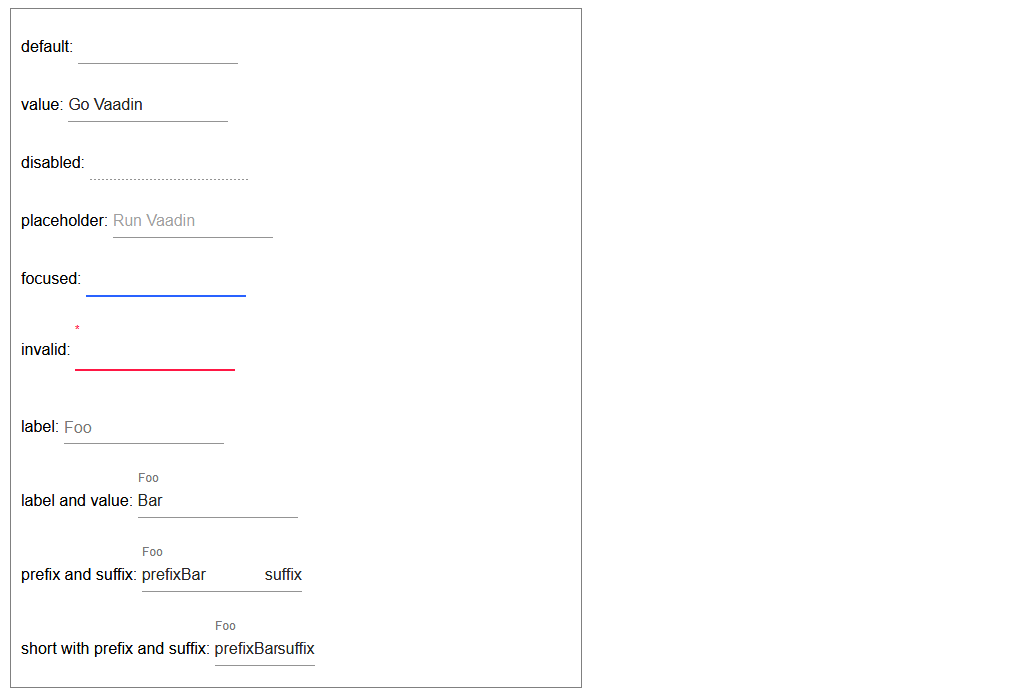 default:
value: Go Vaadin
disabled:
placeholder: Run Vaadin
focused:
*
invalid:
label: Foo
Foo
label and value: Bar
Foo
prefix and suffix: prefixBar suffix
Foo
short with prefix and suffix: prefixBarsuffix